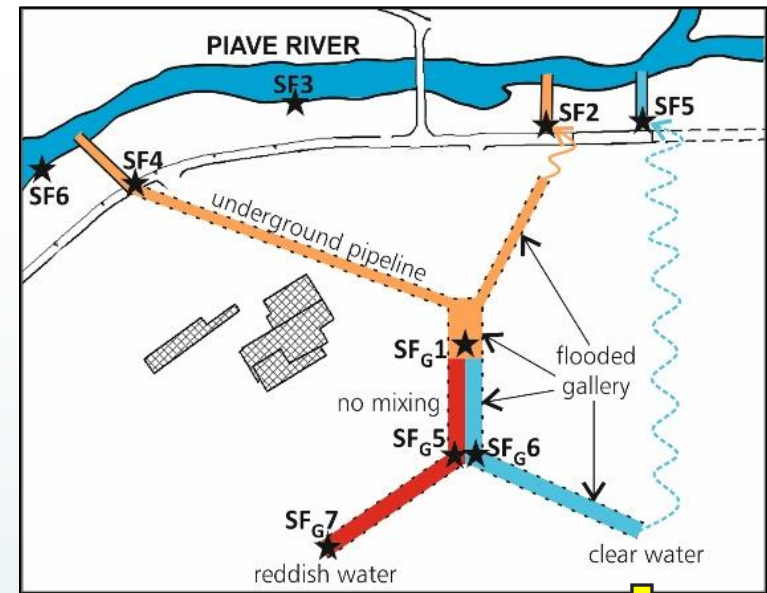 PIAVE RIVER
SF3
SF2
SF5
SF4
SF6
underground pipeline
SFG1
flooded
gallery
no mixing
SFG5
SFG6
SFG7
clear water
reddish water